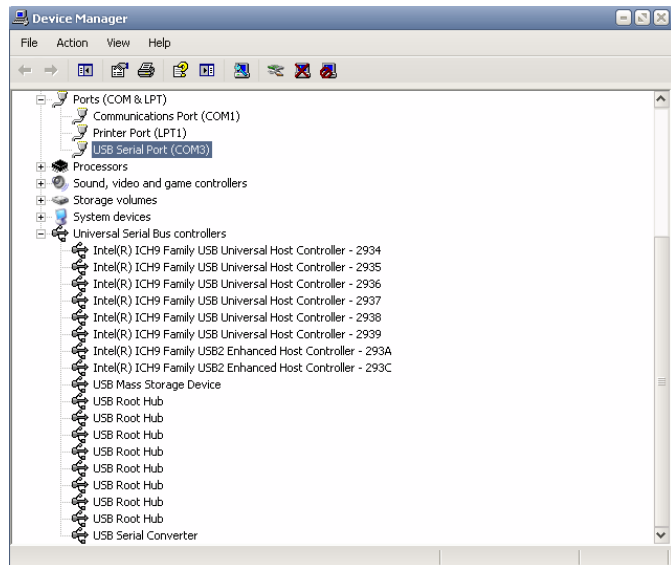 Device Manager
File Action View Help
Ports (COM & LPT)
Communications Port (COM1)
Printer Port (LPT1)
USB Serial Port (COM3)
Processors
Sound, video and game controllers
Storage volumes
System devices
Universal Serial Bus controllers
Intel(R) ICH9 Family USB Universal Host Controller - 2934
Intel(R) ICH9 Family USB Universal Host Controller - 2935
Intel(R) ICH9 Family USB Universal Host Controller - 2936
Intel(R) ICH9 Family USB Universal Host Controller - 2937
Intel(R) ICH9 Family USB Universal Host Controller - 2938
Intel(R) ICH9 Family USB Universal Host Controller - 2939
Intel(R) ICH9 Family USB2 Enhanced Host Controller - 293A
Intel(R) ICH9 Family USB2 Enhanced Host Controller - 293C
USB Mass Storage Device
USB Root Hub
USB Root Hub
USB Root Hub
USB Root Hub
USB Root Hub
USB Root Hub
USB Root Hub
USB Root Hub
USB Serial Converter